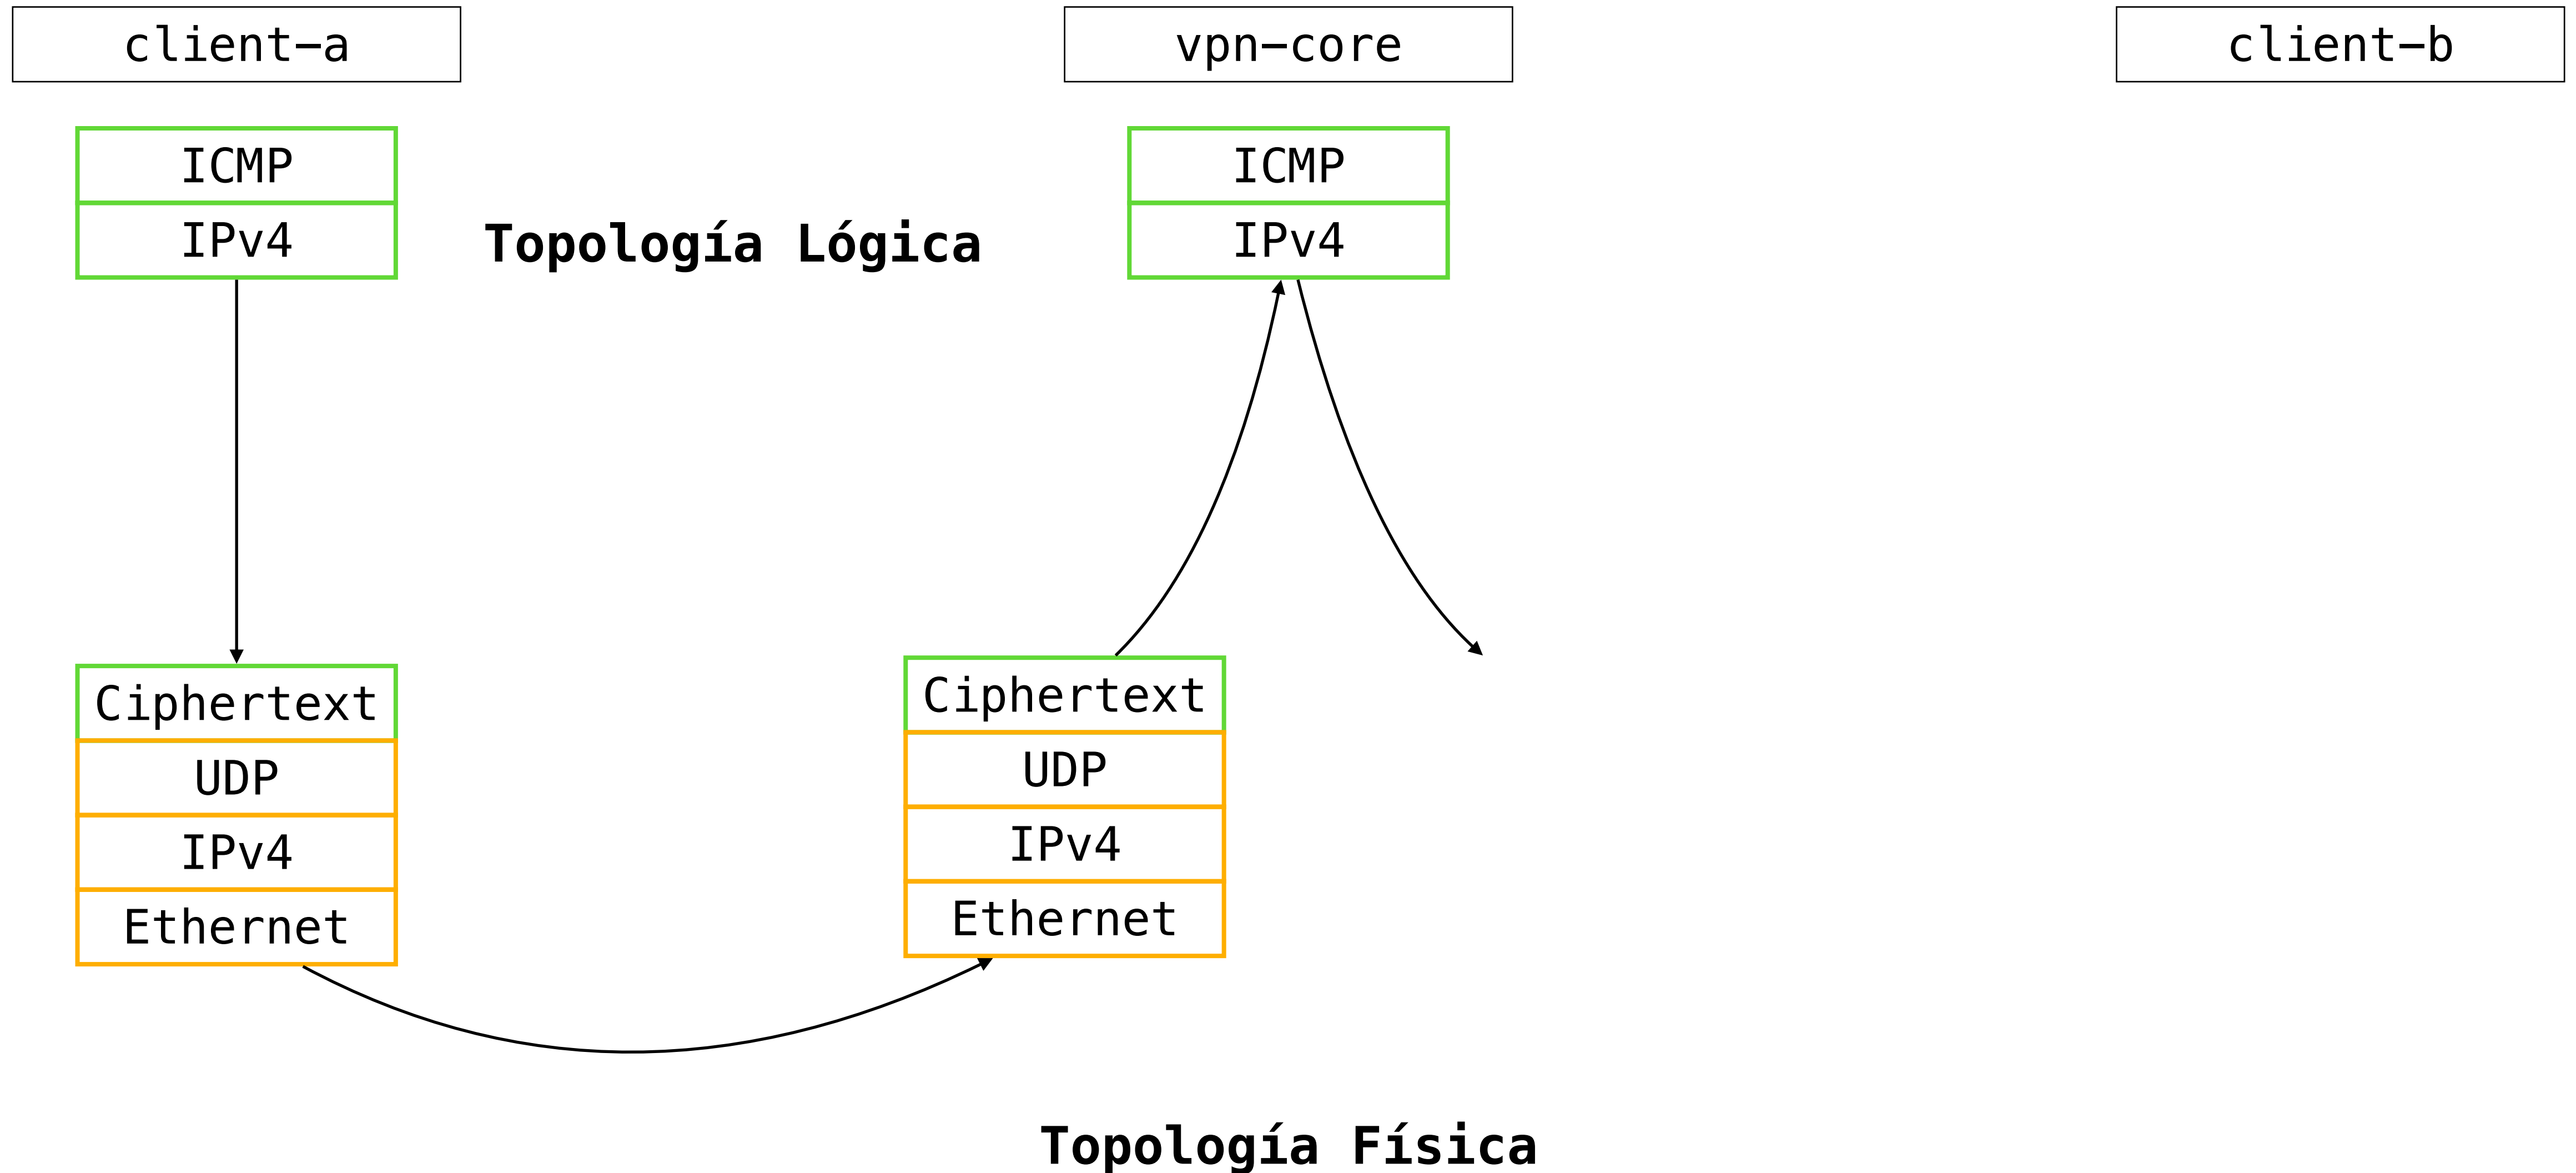 client-a
vpn-core
client-b
ICMP
IPv4
Topología Lógica
ICMP
IPv4
Ciphertext
UDP
IPv4
Ethernet
Ciphertext
UDP
IPv4
Ethernet
Topología Física